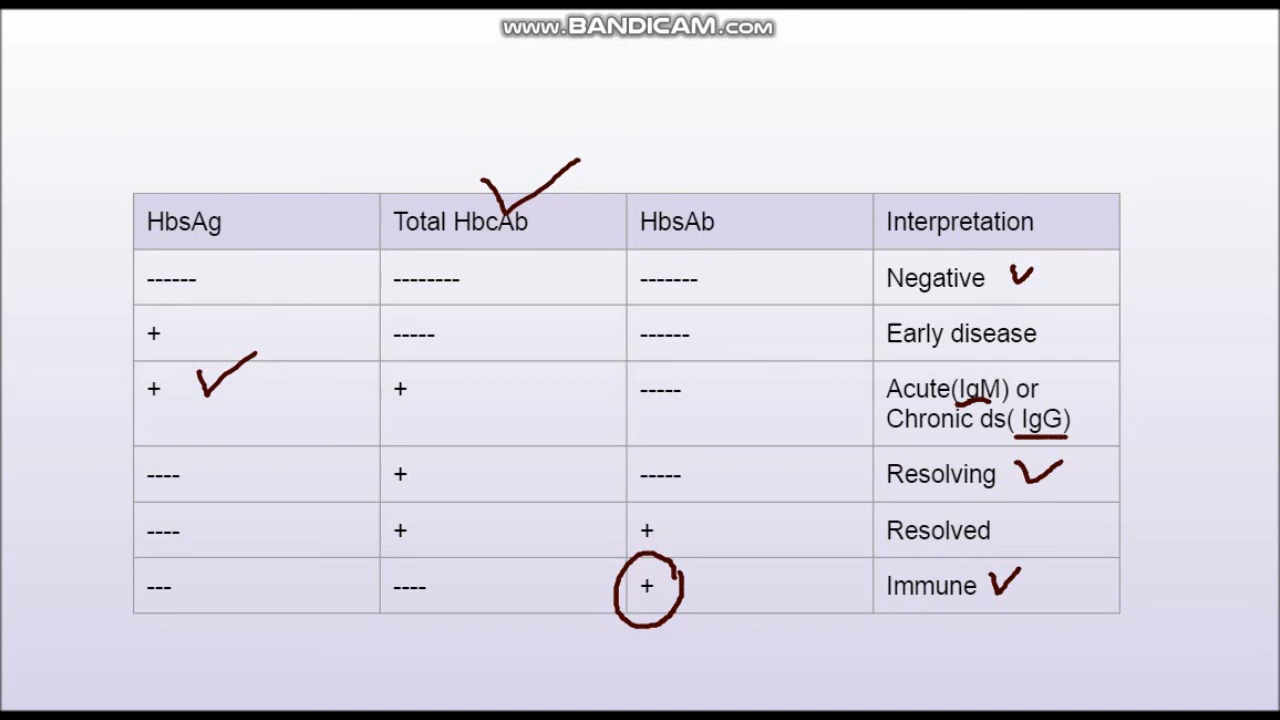 www.BANDICAM.com
HbsAg Total HbcAb HbsAb Interpretation
------ -------- ------- Negative
+ ----- ------ Early disease
+ + ----- Acute(IgM) or
Chronic ds( IgG)
---- + ----- Resolving
---- + + Resolved
--- ---- + Immune